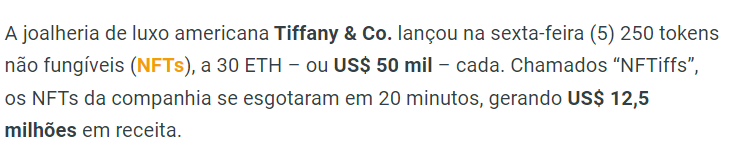 A joalheria de luxo americana Tiffany & Co. lançou na sexta-feira (5) 250 tokens
não fungíveis (NFTs), a 30 ETH – ou US$ 50 mil – cada. Chamados “NFTiffs”,
os NFTs da companhia se esgotaram em 20 minutos, gerando US$ 12,5
milhões em receita.